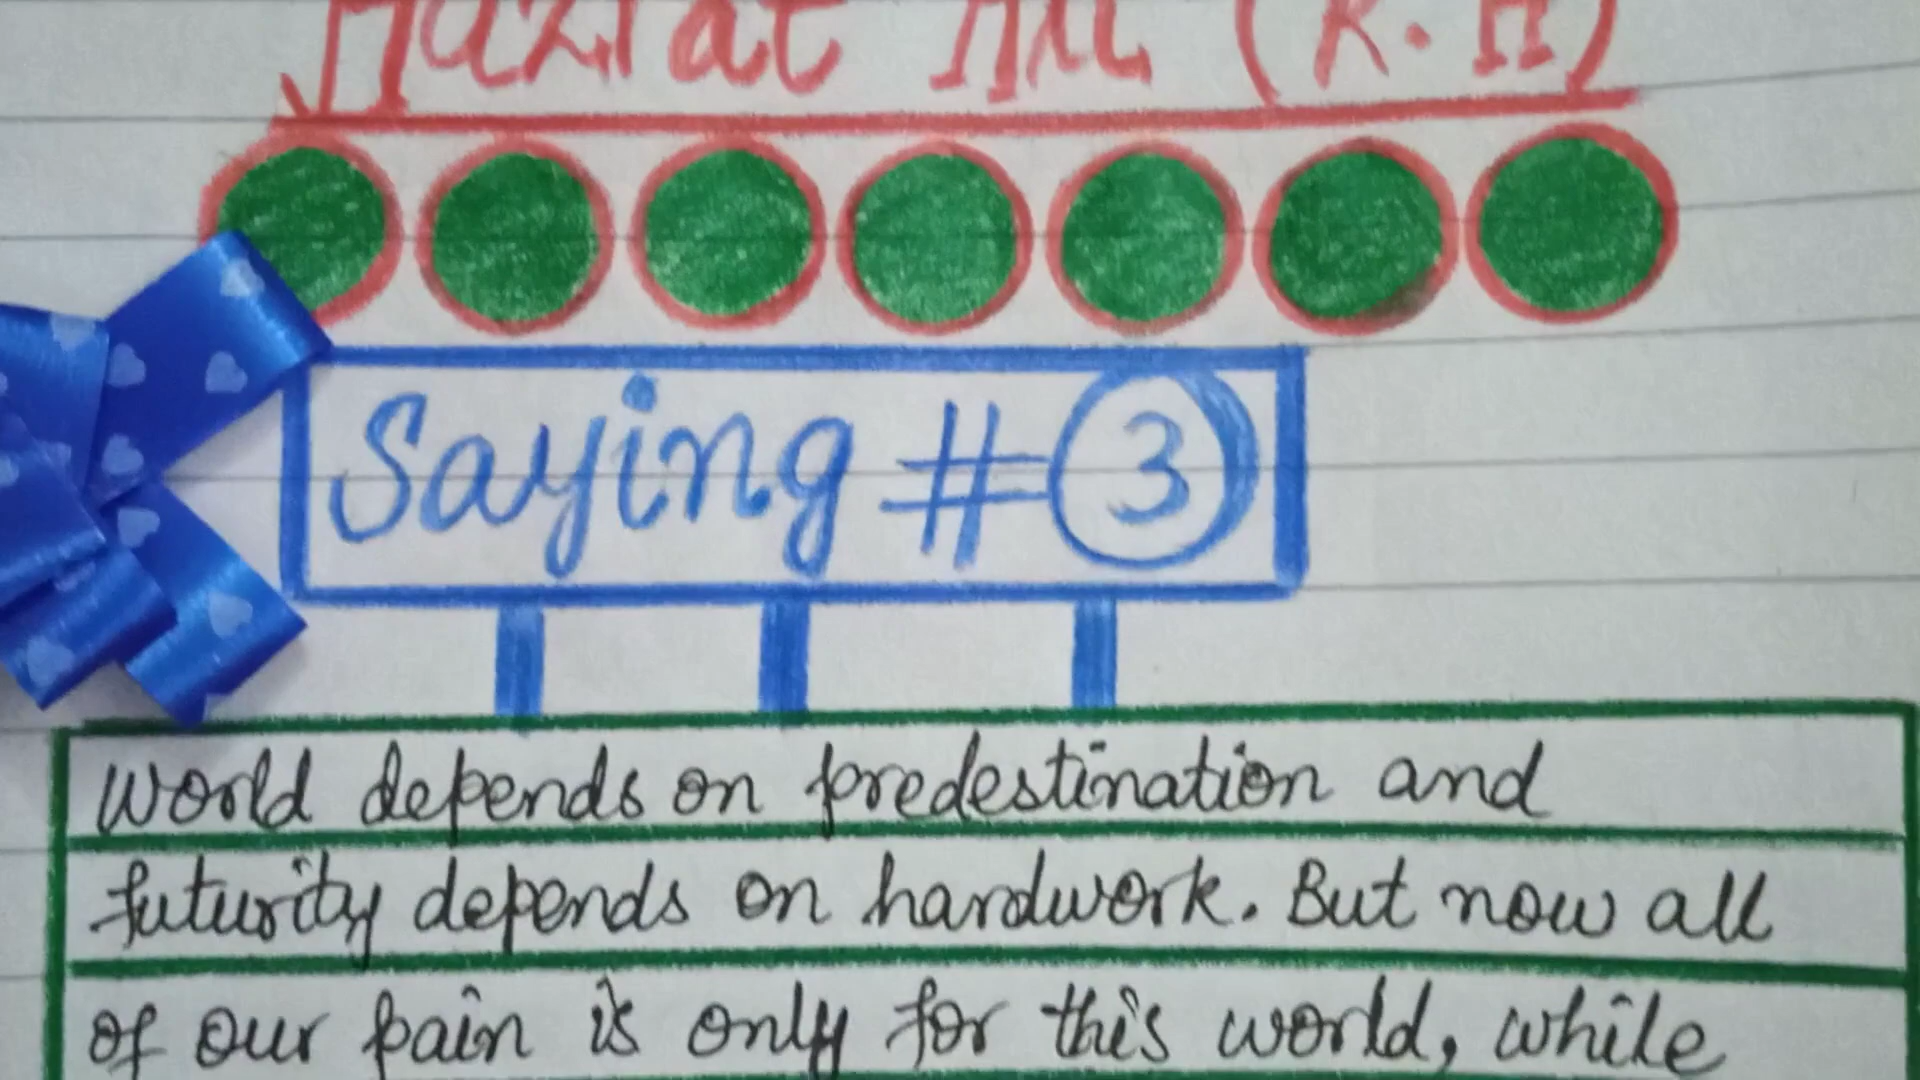 Hazrat Ali (R.A)
Saying # 3
World depends on predestination and
futurity depends on hardwork. But now all
of our pain is only for this world, while